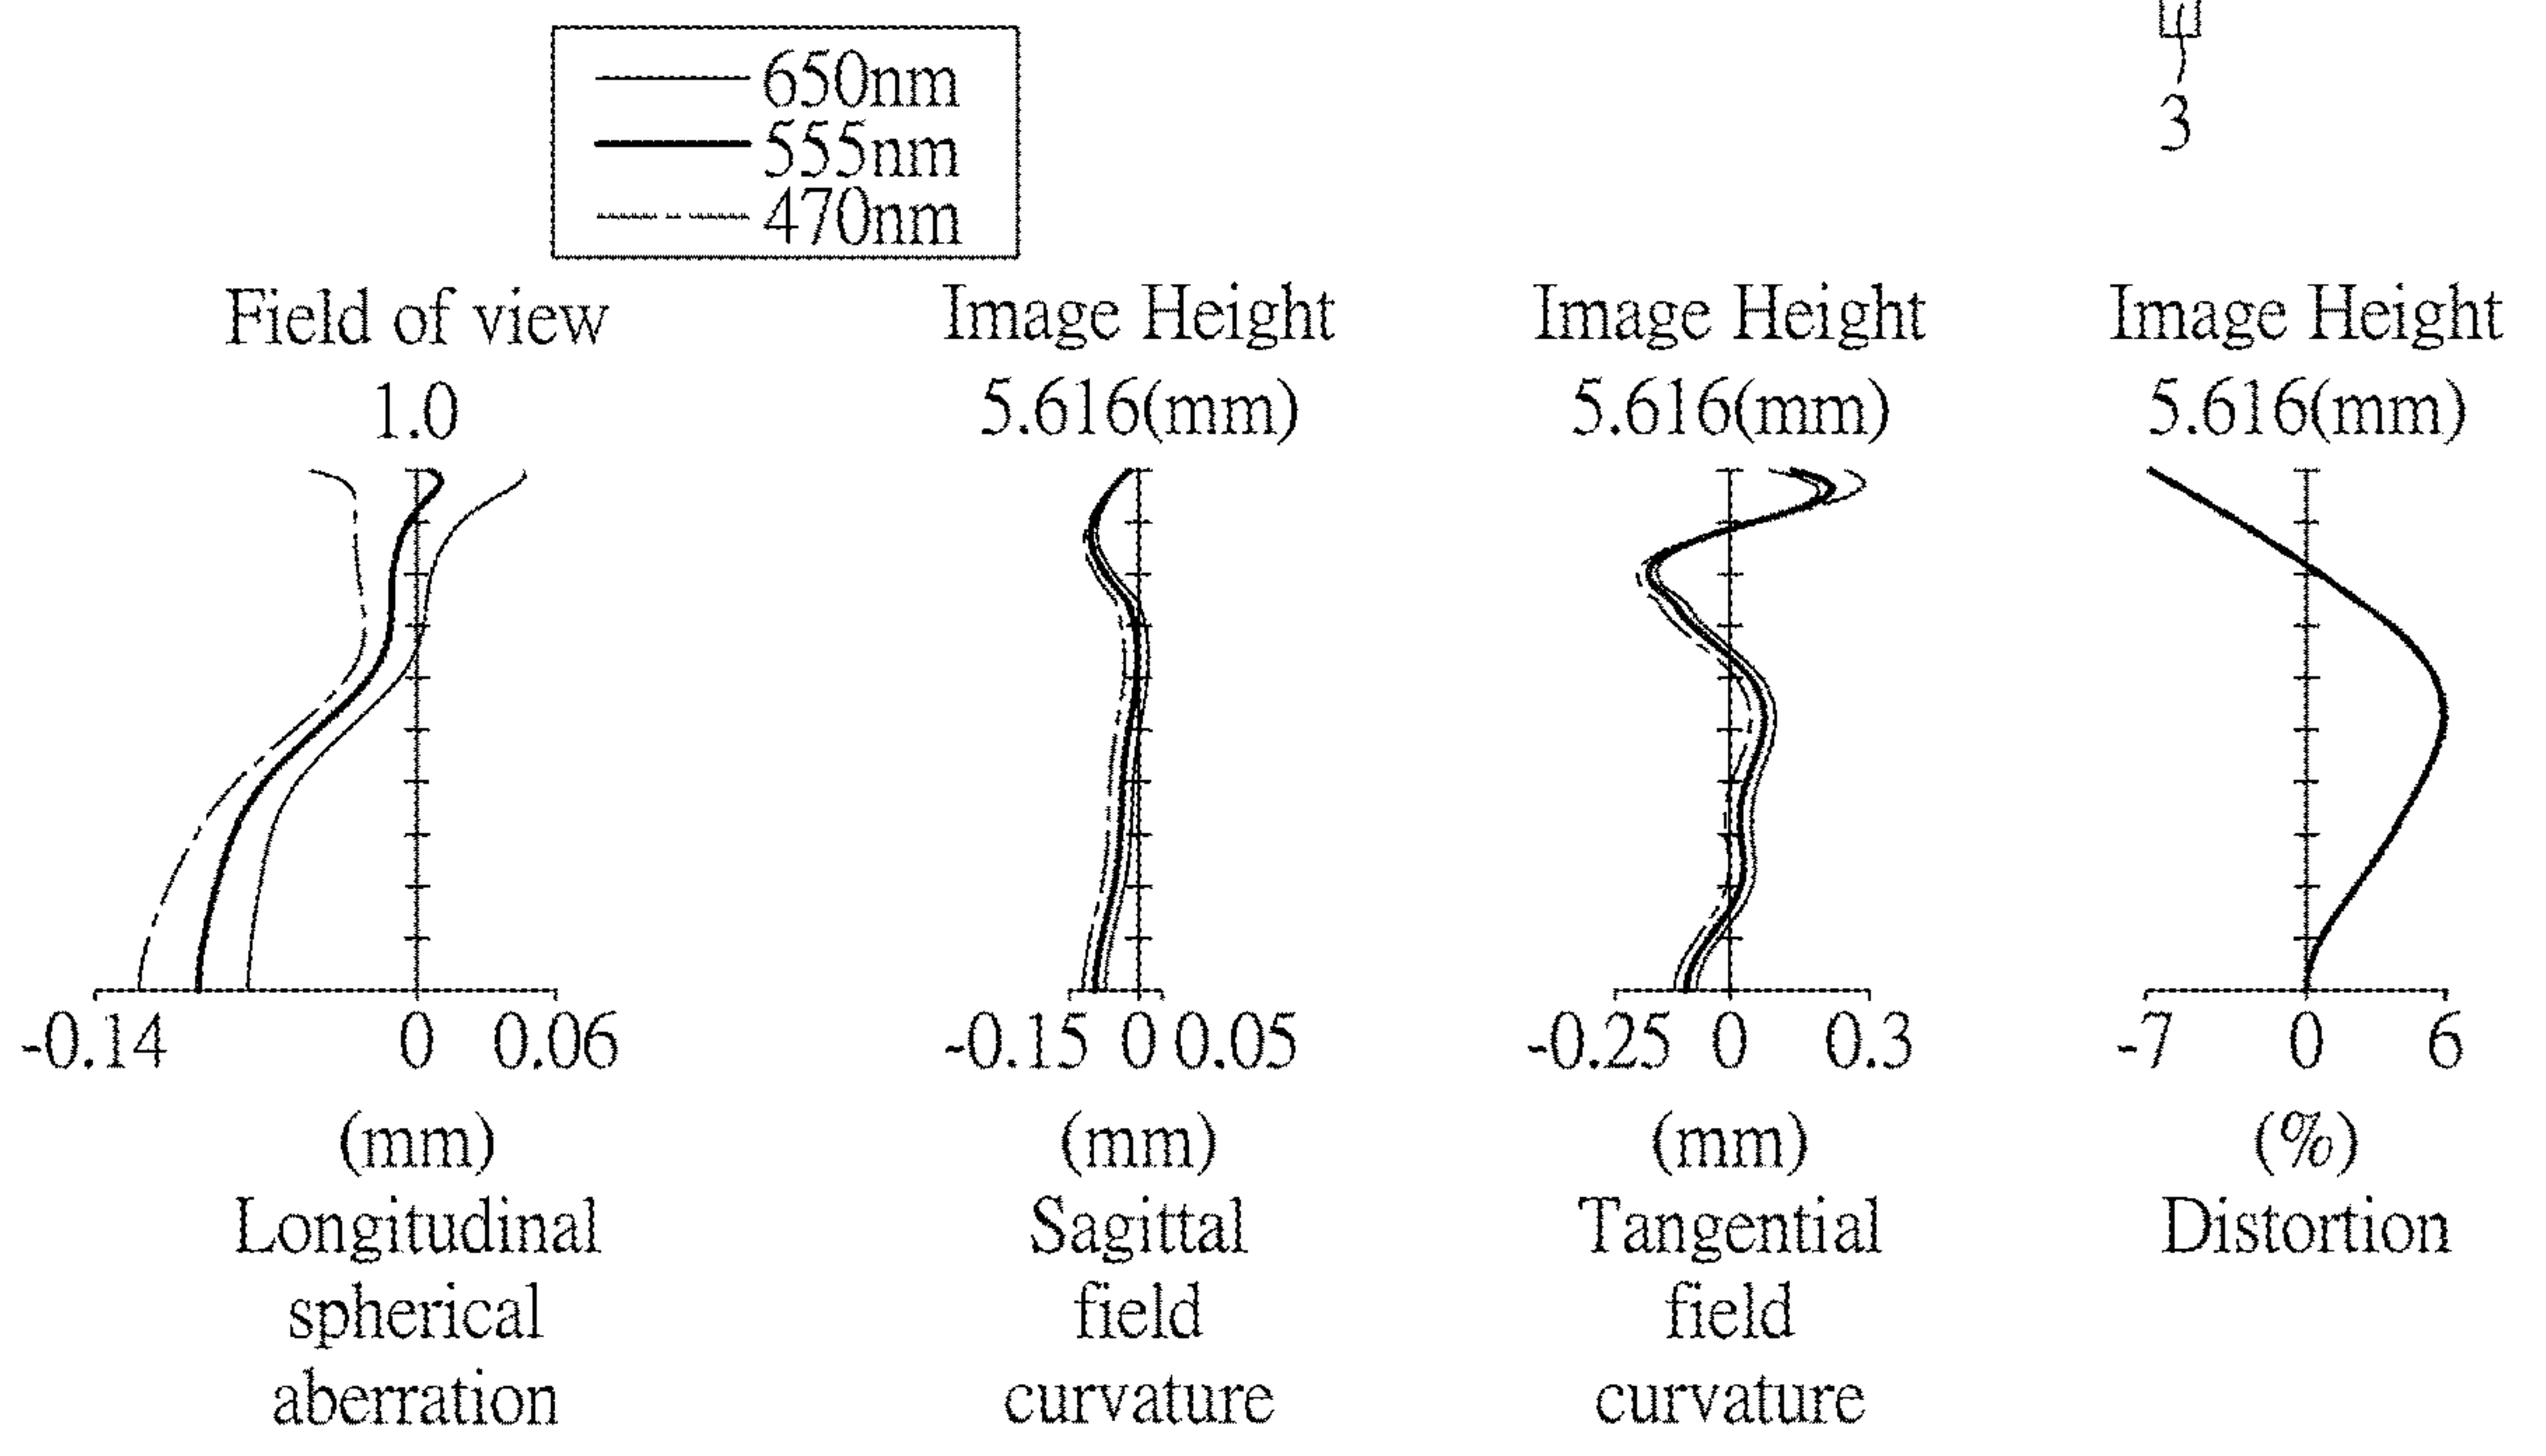 3
650nm
555nm
470nm
Field of view
1.0
-0.14 0 0.06
(mm)
Longitudinal
spherical
aberration
Image Height
5.616(mm)
-0.15 0 0.05
(mm)
Sagittal
field
curvature
Image Height
5.616(mm)
-0.25 0 0.3
(mm)
Tangential
field
curvature
Image Height
5.616(mm)
-7 0 6
(%)
Distortion